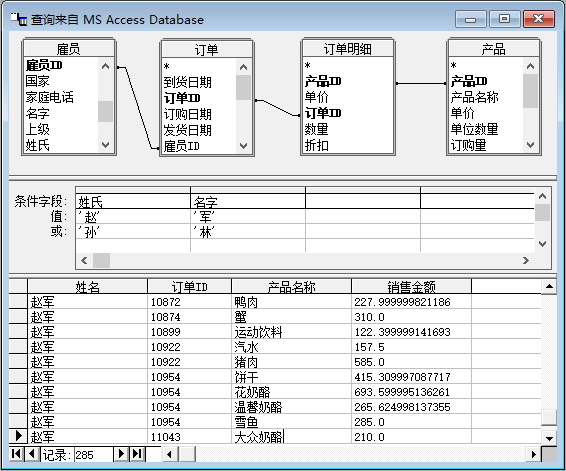 查询来自 MS Access Database
雇员 订单 订单明细 产品
雇员ID
国家
家庭电话
名字
上级
姓氏
*
到货日期
订单ID
订购日期
发货日期
雇员ID
*
产品ID
单价
订单ID
数量
折扣
*
产品ID
产品名称
单价
单位数量
订购量
条件字段: 姓氏 名字
值: '赵' '军'
或: '孙' '林'
姓名 订单ID 产品名称 销售金额
赵军 10872 鸭肉 227.999999821186
赵军 10874 蟹 310.0
赵军 10899 运动饮料 122.399999141693
赵军 10922 汽水 157.5
赵军 10922 猪肉 585.0
赵军 10954 饼干 415.309997087717
赵军 10954 花奶酪 693.599995136261
赵军 10954 温馨奶酪 265.624998137355
赵军 10954 雪鱼 285.0
赵军 11043 大众奶酪 210.0
记录: 285